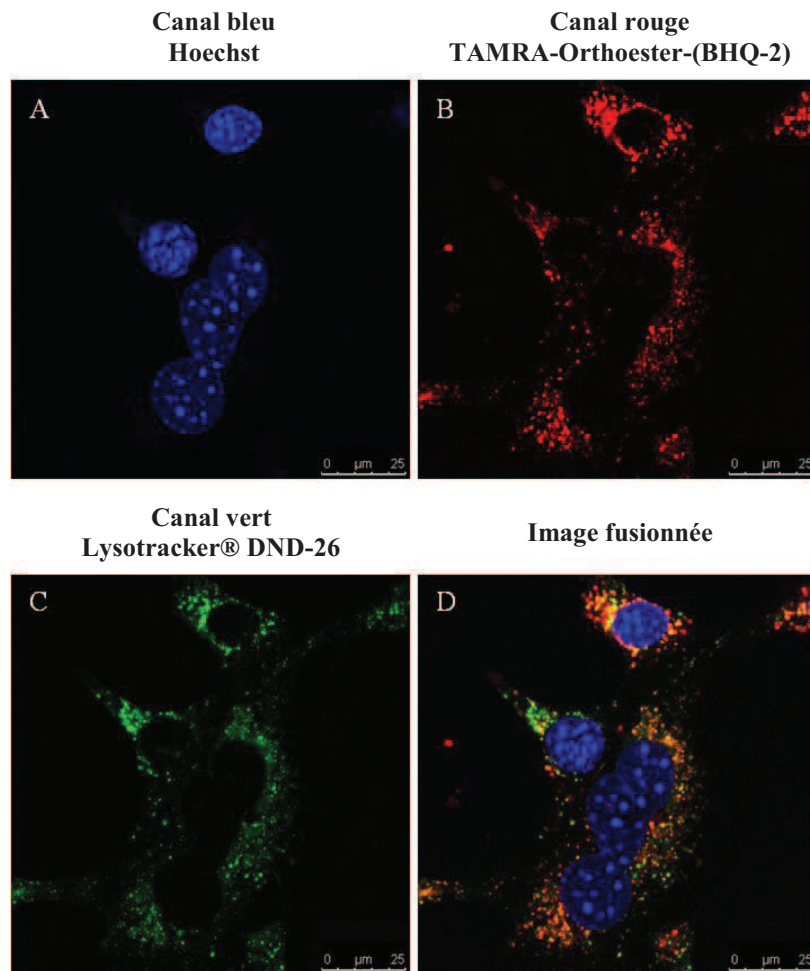 Canal bleu
Hoechst
Canal rouge
TAMRA-Orthoester-(BHQ-2)
A
B
0 µm 25
0 µm 25
Canal vert
Lysotracker® DND-26
Image fusionnée
C
D
0 µm 25
0 µm 25